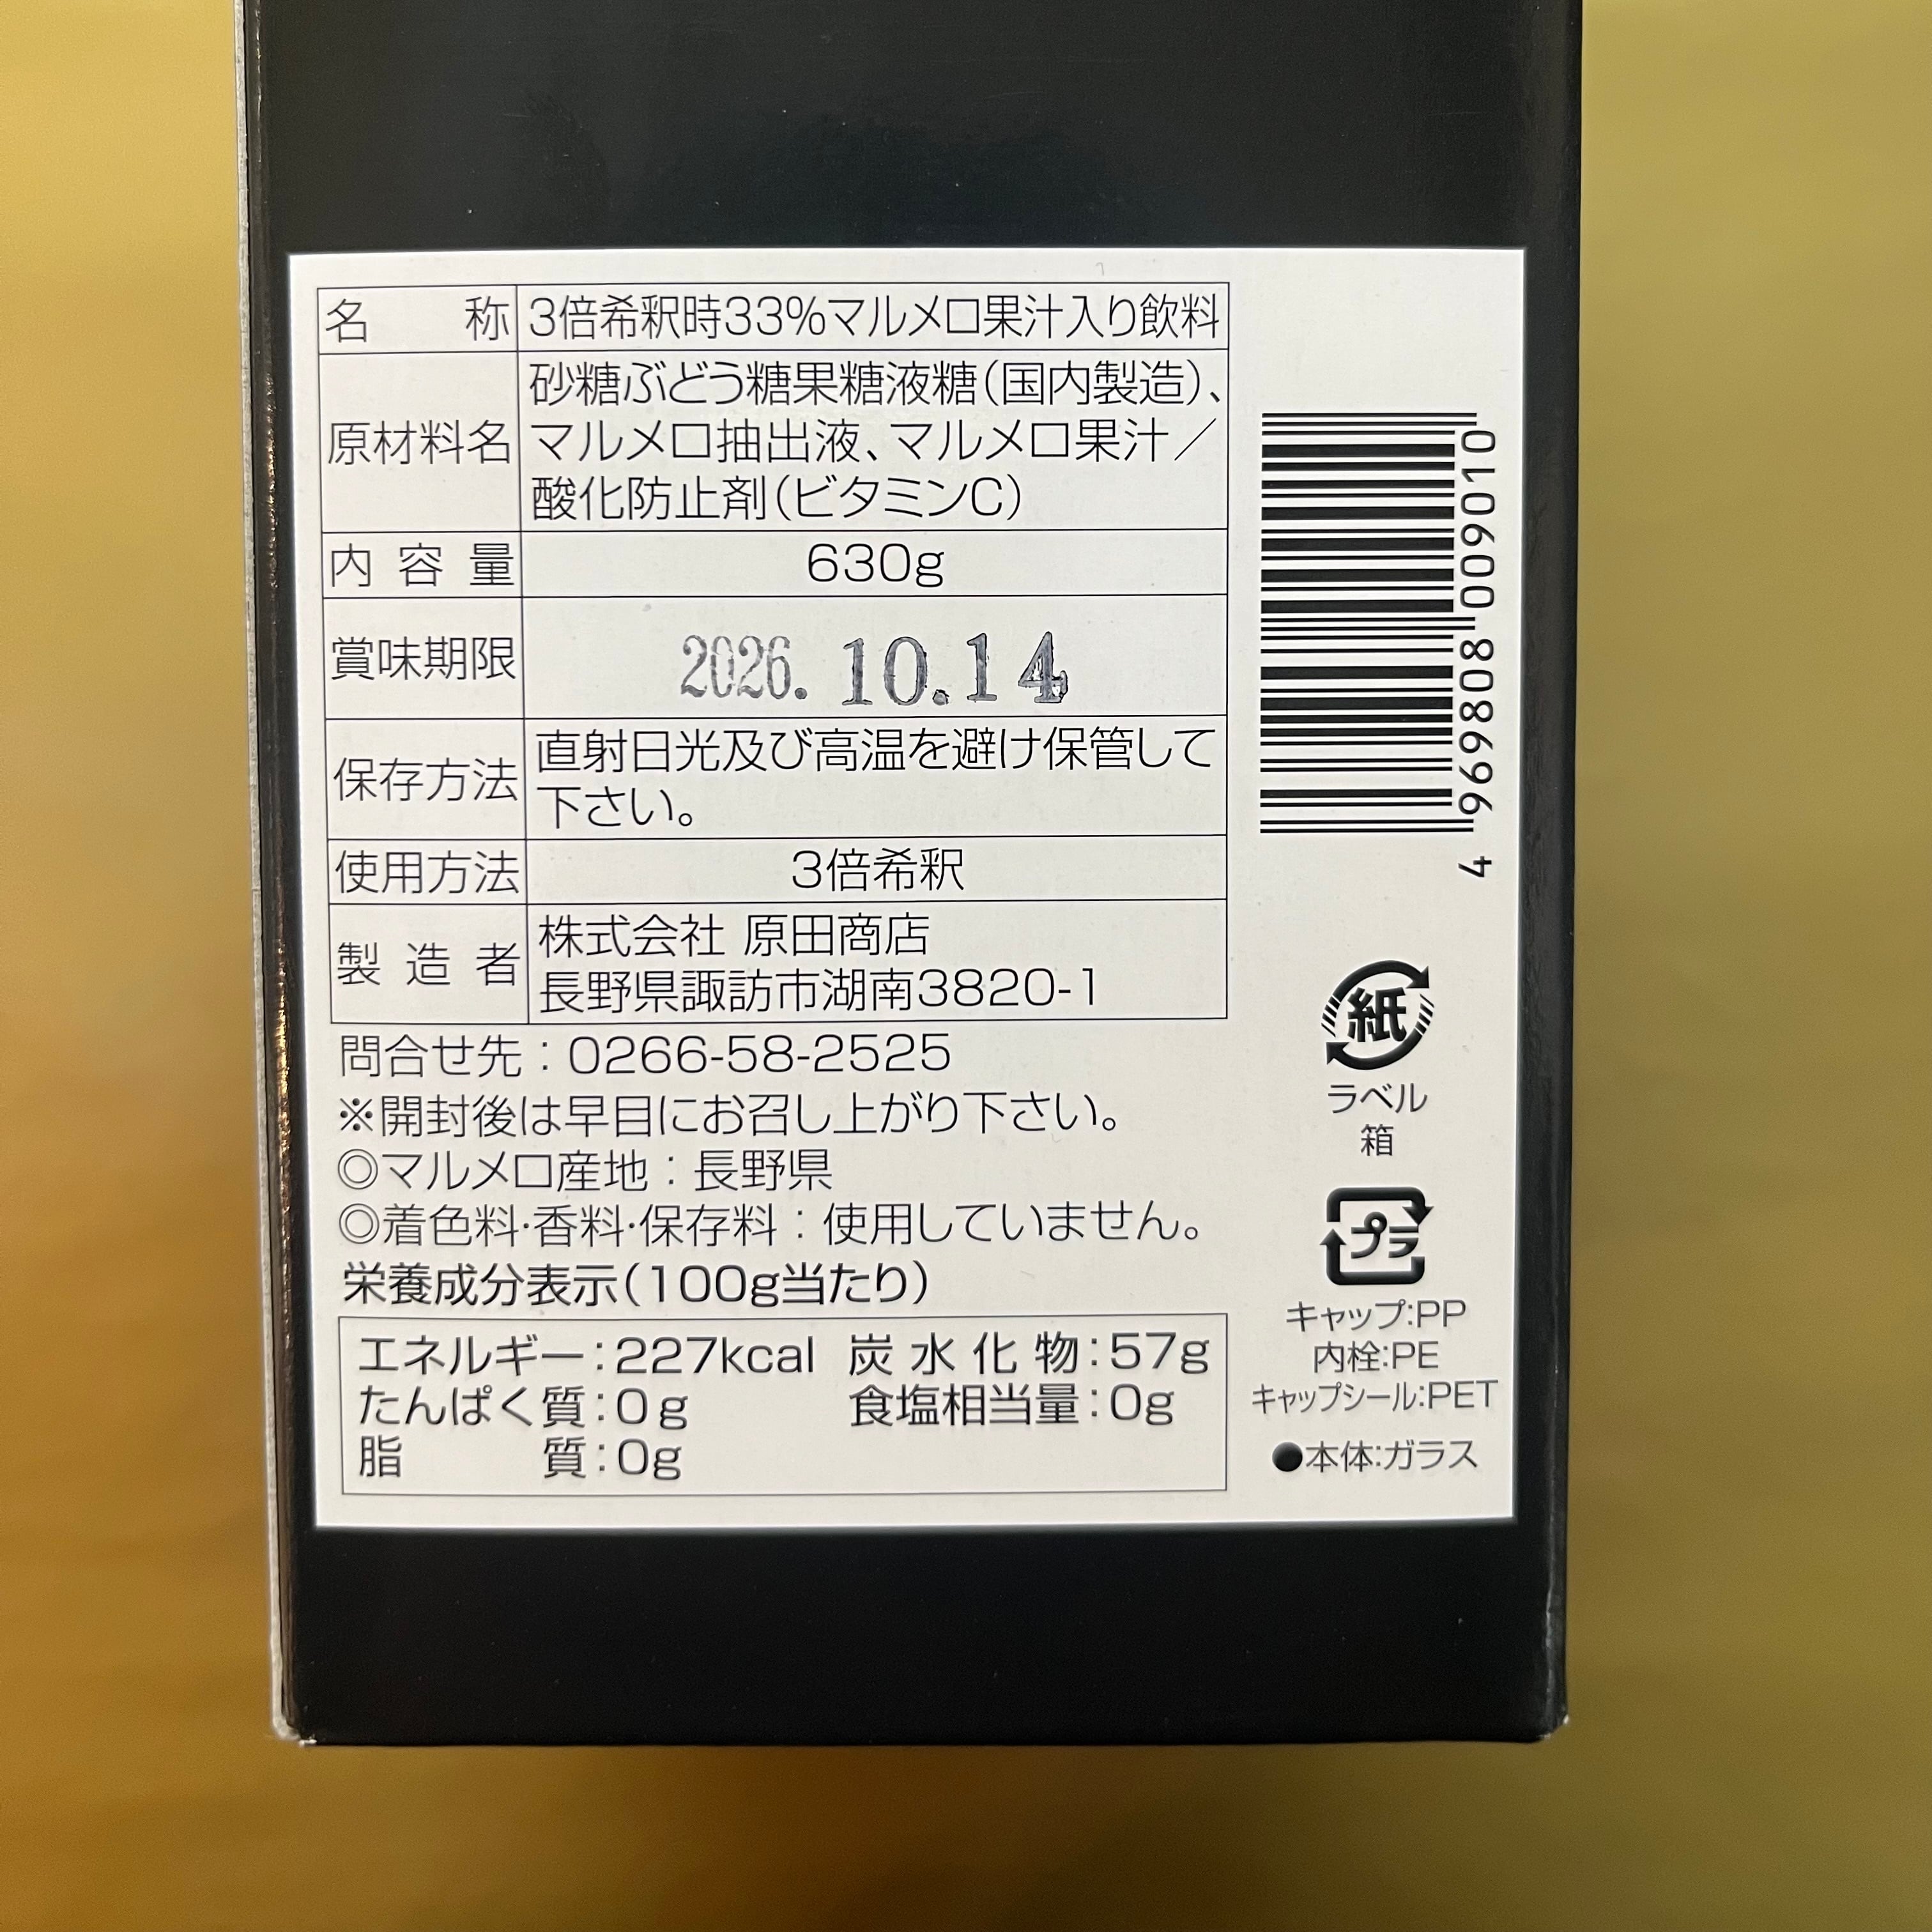 名称 3倍希釈時33%マルメロ果汁入り飲料
原材料名 砂糖ぶどう糖果糖液糖(国内製造)、
マルメロ抽出液、マルメロ果汁／
酸化防止剤(ビタミンC)
内容量 630g
賞味期限 2026.10.14
保存方法 直射日光及び高温を避け保管して
下さい。
使用方法 3倍希釈
製造者 株式会社 原田商店
長野県諏訪市湖南3820-1
問合せ先：0266-58-2525
※開封後は早目にお召し上がり下さい。
◎マルメロ産地：長野県
◎着色料・香料・保存料：使用していません。
栄養成分表示(100g当たり)
エネルギー：227kcal 炭水化物：57g
たんぱく質：0g 食塩相当量：0g
脂質：0g
4 969808 009010
紙
ラベル
箱
プラ
キャップ:PP
内栓:PE
キャップシール:PET
●本体:ガラス